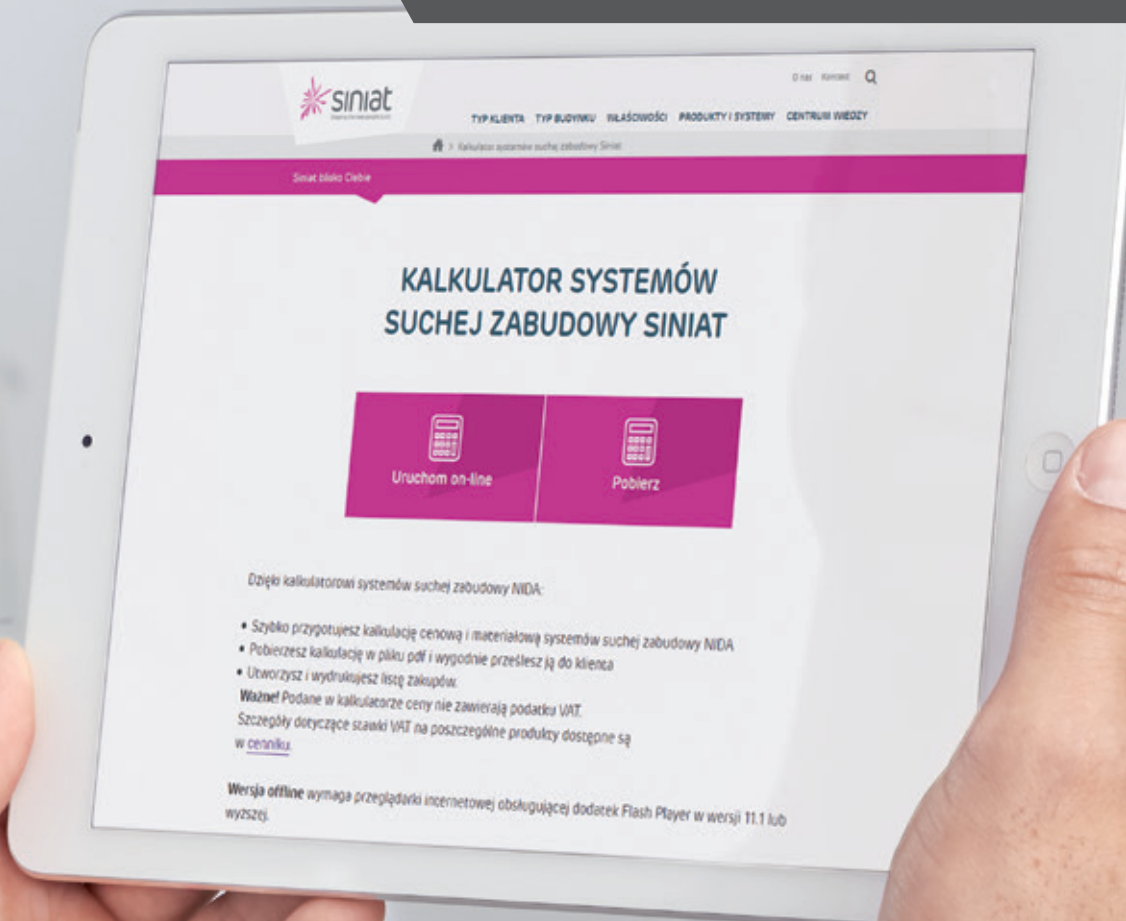 O nas Kontakt
siniat
TYP KLIENTA TYP BUDYNKU WŁAŚCIWOŚCI PRODUKTY I SYSTEMY CENTRUM WIEDZY
> Kalkulator systemów suchej zabudowy Siniat
Siniat blisko Ciebie
KALKULATOR SYSTEMÓW
SUCHEJ ZABUDOWY SINIAT
Uruchom on-line
Pobierz
Dzięki kalkulatorowi systemów suchej zabudowy NIDA:
• Szybko przygotujesz kalkulację cenową i materiałową systemów suchej zabudowy NIDA
• Pobierzesz kalkulację w pliku pdf i wygodnie prześlesz ją do klienta
• Utworzysz i wydrukujesz listę zakupów.
Ważne! Podane w kalkulatorze ceny nie zawierają podatku VAT.
Szczegóły dotyczące stawki VAT na poszczególne produkty dostępne są
w cenniku.
Wersja offline wymaga przeglądarki internetowej obsługującej dodatek Flash Player w wersji 11.1 lub
wyższej.